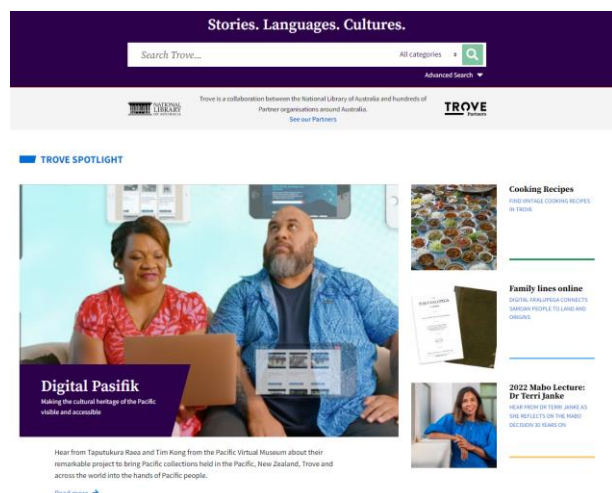 Stories. Languages. Cultures.
Search Trove...
All categories
Advanced Search
NATIONAL
LIBRARY
OF AUSTRALIA
Trove is a collaboration between the National Library of Australia and hundreds of
Partner organisations around Australia.
See our Partners
TROVE
Partners
TROVE SPOTLIGHT
Digital Pasifik
Making the cultural heritage of the Pacific
visible and accessible
Hear from Taputukura Raea and Tim Kong from the Pacific Virtual Museum about their
remarkable project to bring Pacific collections held in the Pacific, New Zealand, Trove and
across the world into the hands of Pacific people.
Read more
Cooking Recipes
FIND VINTAGE COOKING RECIPES
IN TROVE
Family lines online
DIGITAL
CONNECTS
SAMOAN PEOPLE TO LAND AND
ORIGINS
2022 Mabo Lecture:
Dr Terri Janke
HEAR FROM DR TERRI JANKE AS
SHE REFLECTS ON THE MABO
DECISION 30 YEARS ON